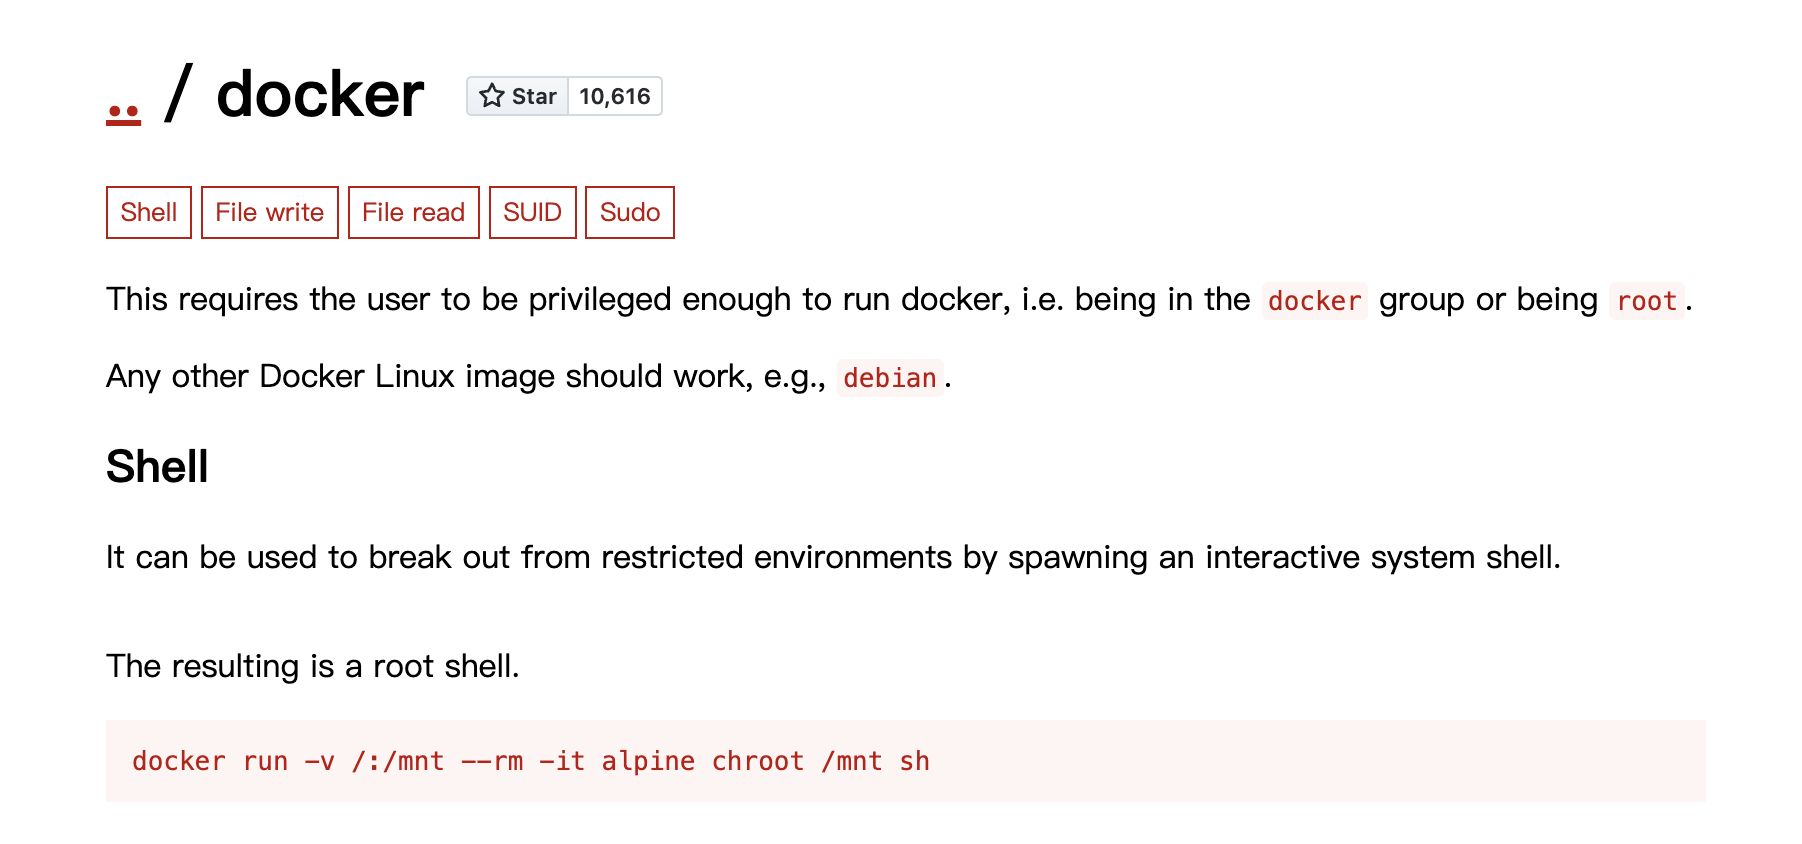 .. / docker Star 10,616
Shell File write File read SUID Sudo
This requires the user to be privileged enough to run docker, i.e. being in the docker group or being root.
Any other Docker Linux image should work, e.g., debian.
Shell
It can be used to break out from restricted environments by spawning an interactive system shell.
The resulting is a root shell.
docker run -v /:/mnt --rm -it alpine chroot /mnt sh